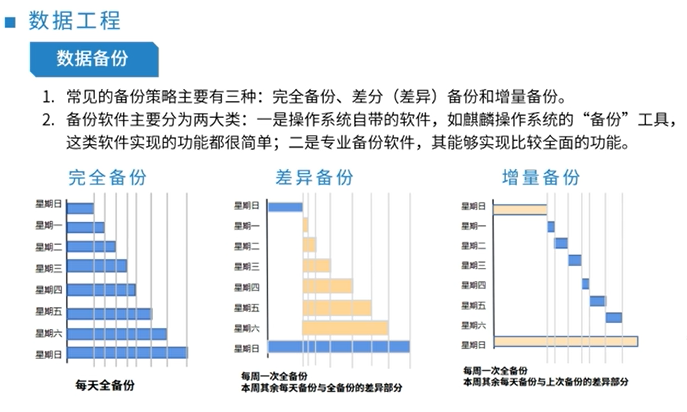 数据工程
数据备份
1. 常见的备份策略主要有三种：完全备份、差分（差异）备份和增量备份。
2. 备份软件主要分为两大类：一是操作系统自带的软件，如麒麟操作系统的“备份”工具，
这类软件实现的功能都很简单；二是专业备份软件，其能够实现比较全面的功能。
完全备份
星期日
星期一
星期二
星期三
星期四
星期五
星期六
星期日
每天全备份
差异备份
星期日
星期一
星期二
星期三
星期四
星期五
星期六
星期日
每周一次全备份
本周其余每天备份与全备份的差异部分
增量备份
星期日
星期一
星期二
星期三
星期四
星期五
星期六
星期日
每周一次全备份
本周其余每天备份与上次备份的差异部分